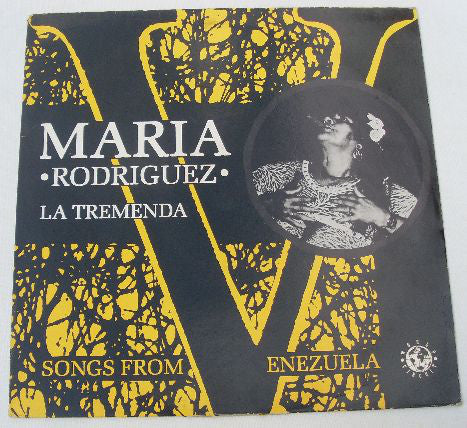 MARIA
•RODRIGUEZ•
LA TREMENDA
V
SONGS FROM ENEZUELA